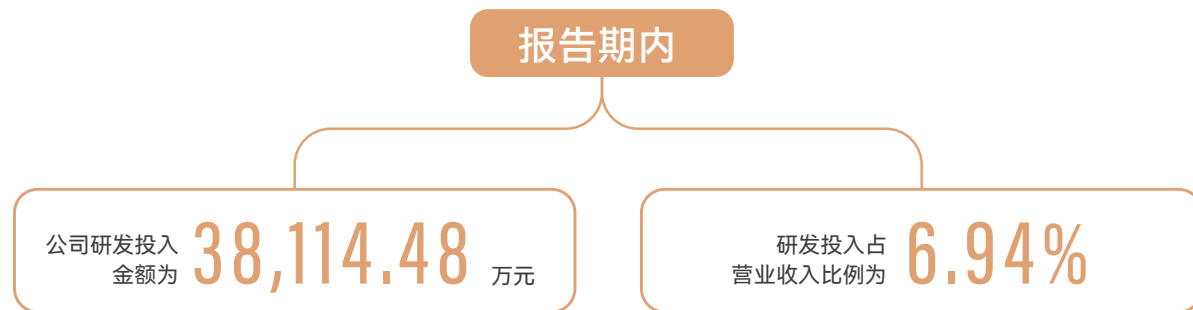 报告期内
公司研发投入
金额为
38,114.48
万元
研发投入占
营业收入比例为
6.94%